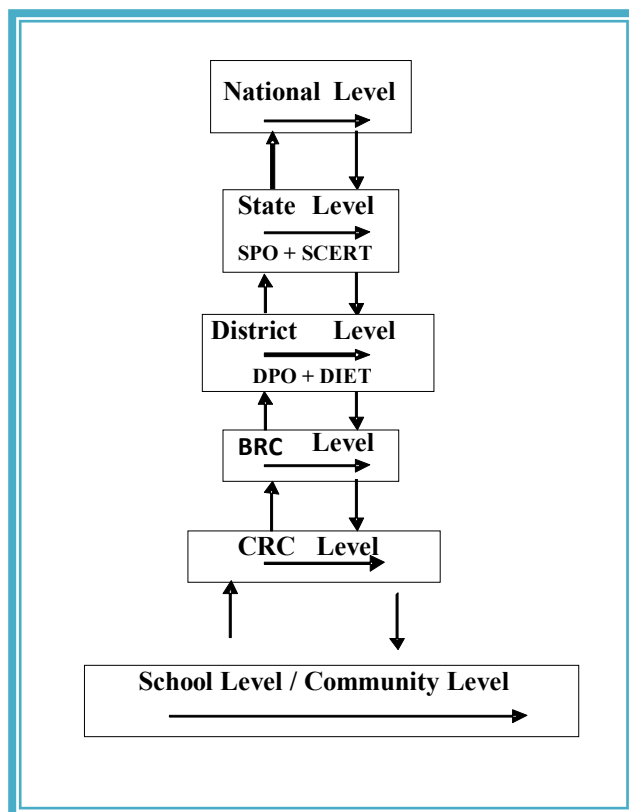 National Level
State Level
SPO + SCERT
District Level
DPO + DIET
BRC Level
CRC Level
School Level / Community Level